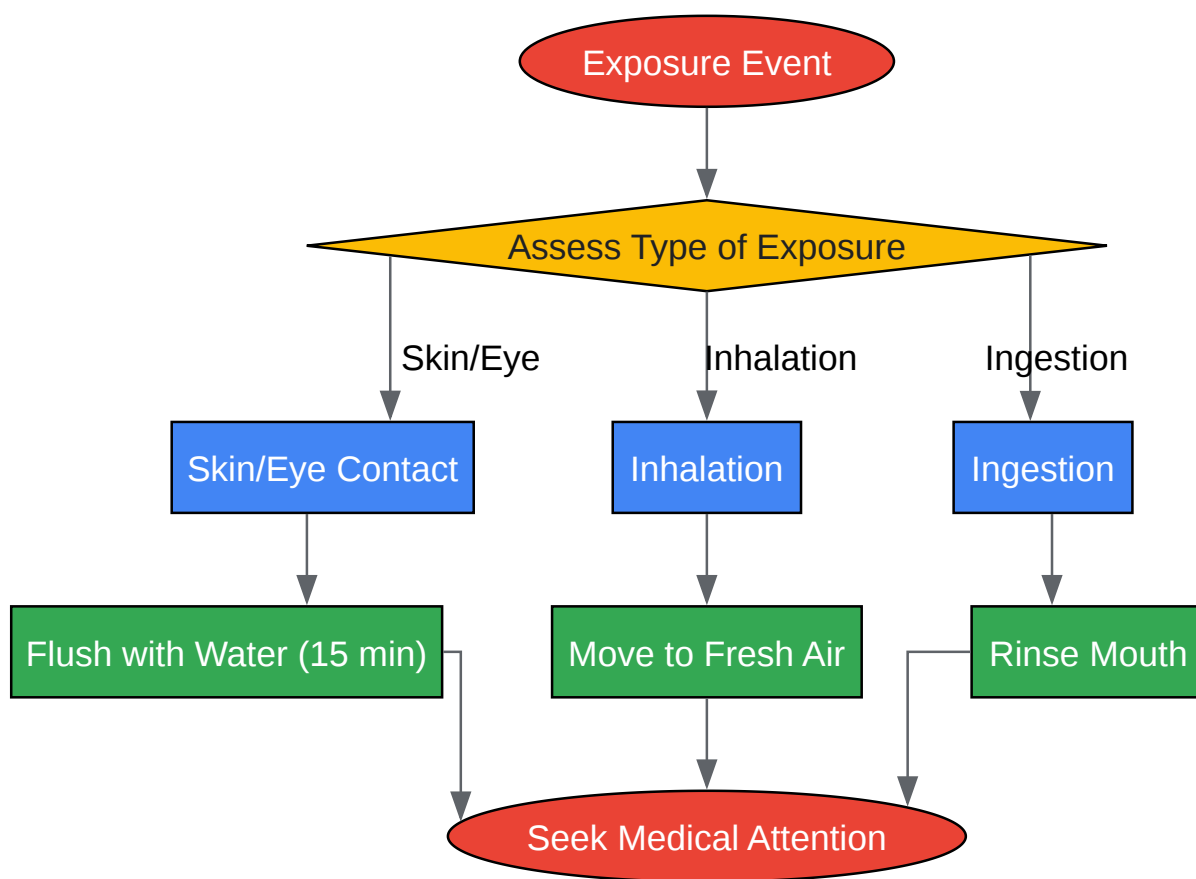 Exposure Event
Assess Type of Exposure
Skin/Eye
Inhalation
Ingestion
Skin/Eye Contact
Inhalation
Ingestion
Flush with Water (15 min)
Move to Fresh Air
Rinse Mouth
Seek Medical Attention